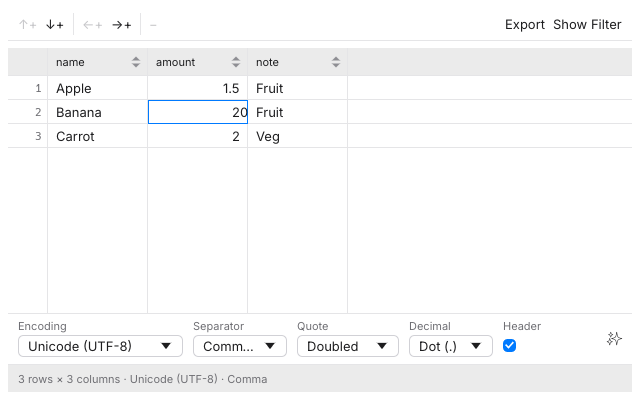 ↑+ ↓+ ←+ →+ − Export Show Filter
name amount note
1 Apple 1.5 Fruit
2 Banana 20 Fruit
3 Carrot 2 Veg
Encoding Separator Quote Decimal Header
Unicode (UTF-8) Comm... Doubled Dot (.)
3 rows × 3 columns · Unicode (UTF-8) · Comma